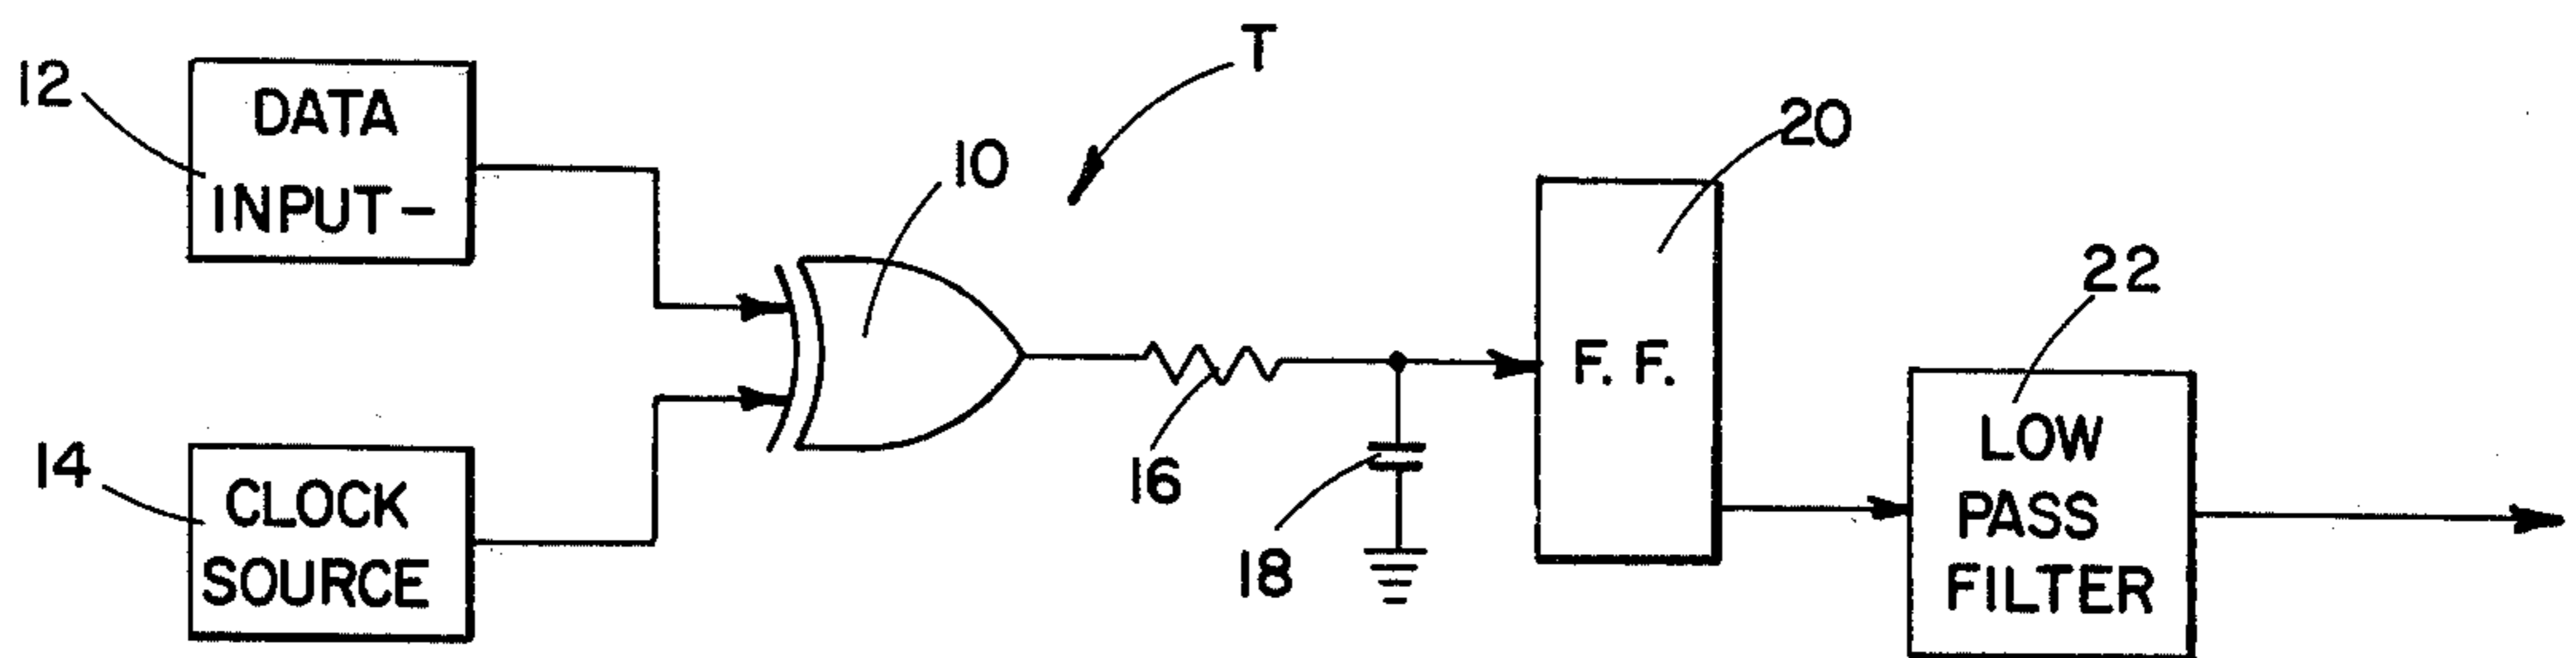 T
12
DATA
INPUT-
10
20
22
14
CLOCK
SOURCE
16
18
F. F.
LOW
PASS
FILTER